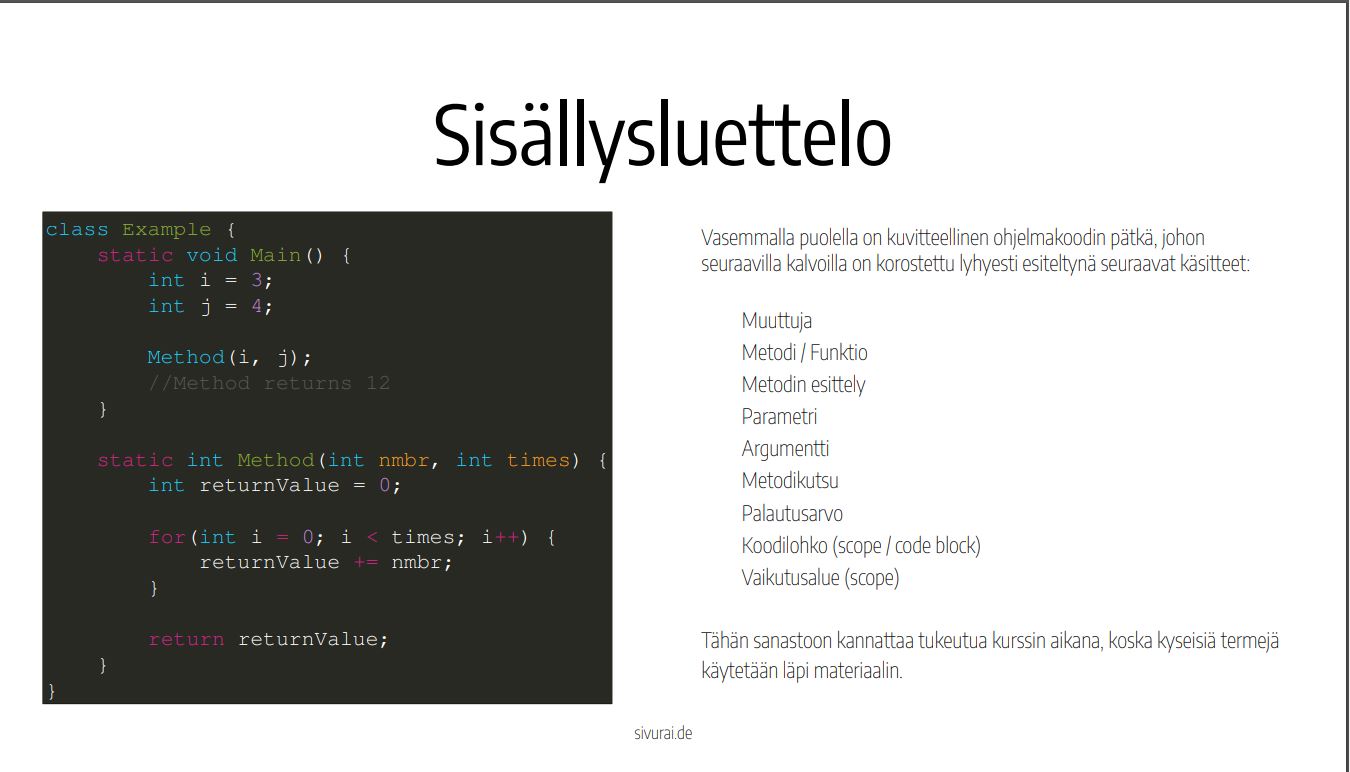 Sisällysluettelo
class Example {
    static void Main() {
        int i = 3;
        int j = 4;

        Method(i, j);
        //Method returns 12
    }

    static int Method(int nmbr, int times) {
        int returnValue = 0;

        for(int i = 0; i < times; i++) {
            returnValue += nmbr;
        }

        return returnValue;
    }
}
Vasemmalla puolella on kuvitteellinen ohjelmakoodin pätkä, johon
seuraavilla kalvoilla on korostettu lyhyesti esiteltynä seuraavat käsitteet:
Muuttuja
Metodi / Funktio
Metodin esittely
Parametri
Argumentti
Metodikutsu
Palautusarvo
Koodilohko (scope / code block)
Vaikutusalue (scope)
Tähän sanastoon kannattaa tukeutua kurssin aikana, koska kyseisiä termejä
käytetään läpi materiaalin.
sivurai.de